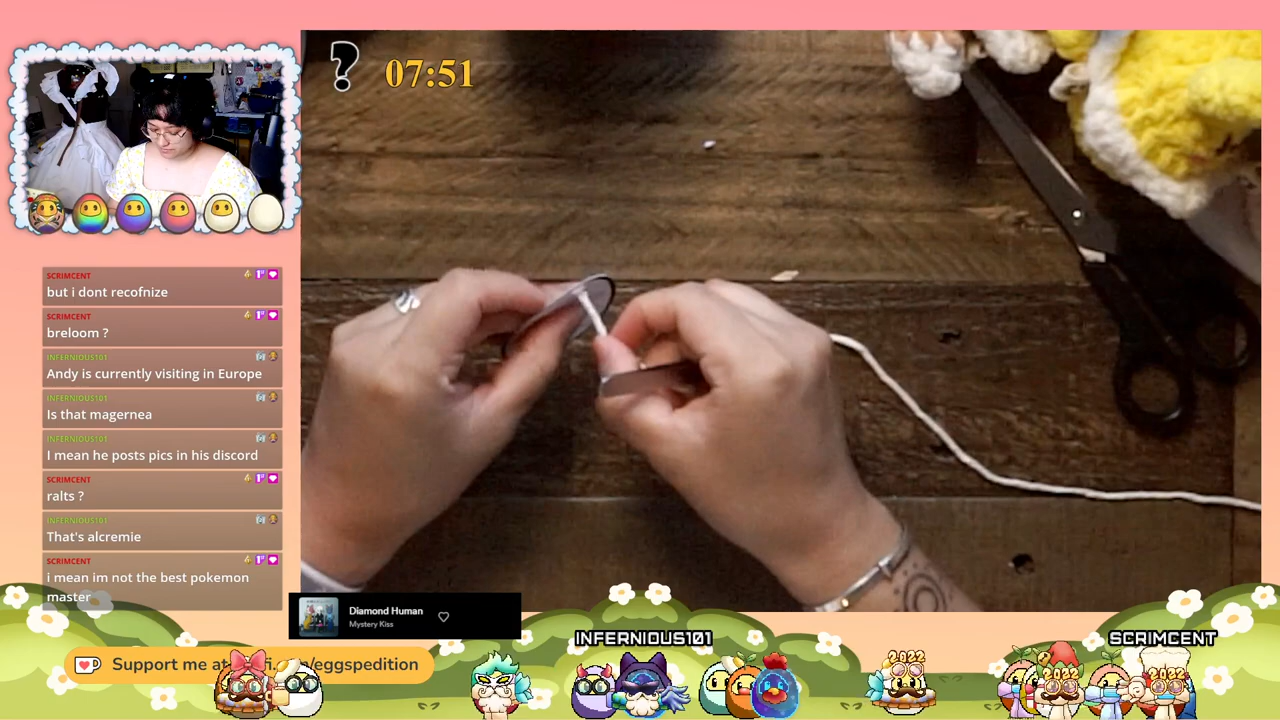 ? 07:51
SCRIMCENT
but i dont recofnize
SCRIMCENT
breloom ?
INFERNIOUS101
Andy is currently visiting in Europe
INFERNIOUS101
Is that magernea
INFERNIOUS101
I mean he posts pics in his discord
SCRIMCENT
ralts ?
INFERNIOUS101
That's alcremie
SCRIMCENT
i mean im not the best pokemon
master
Diamond Human
Mystery Kiss
INFERNIOUS101
SCRIMCENT
Support me at fi.com/eggspedition
2022
2022
2022